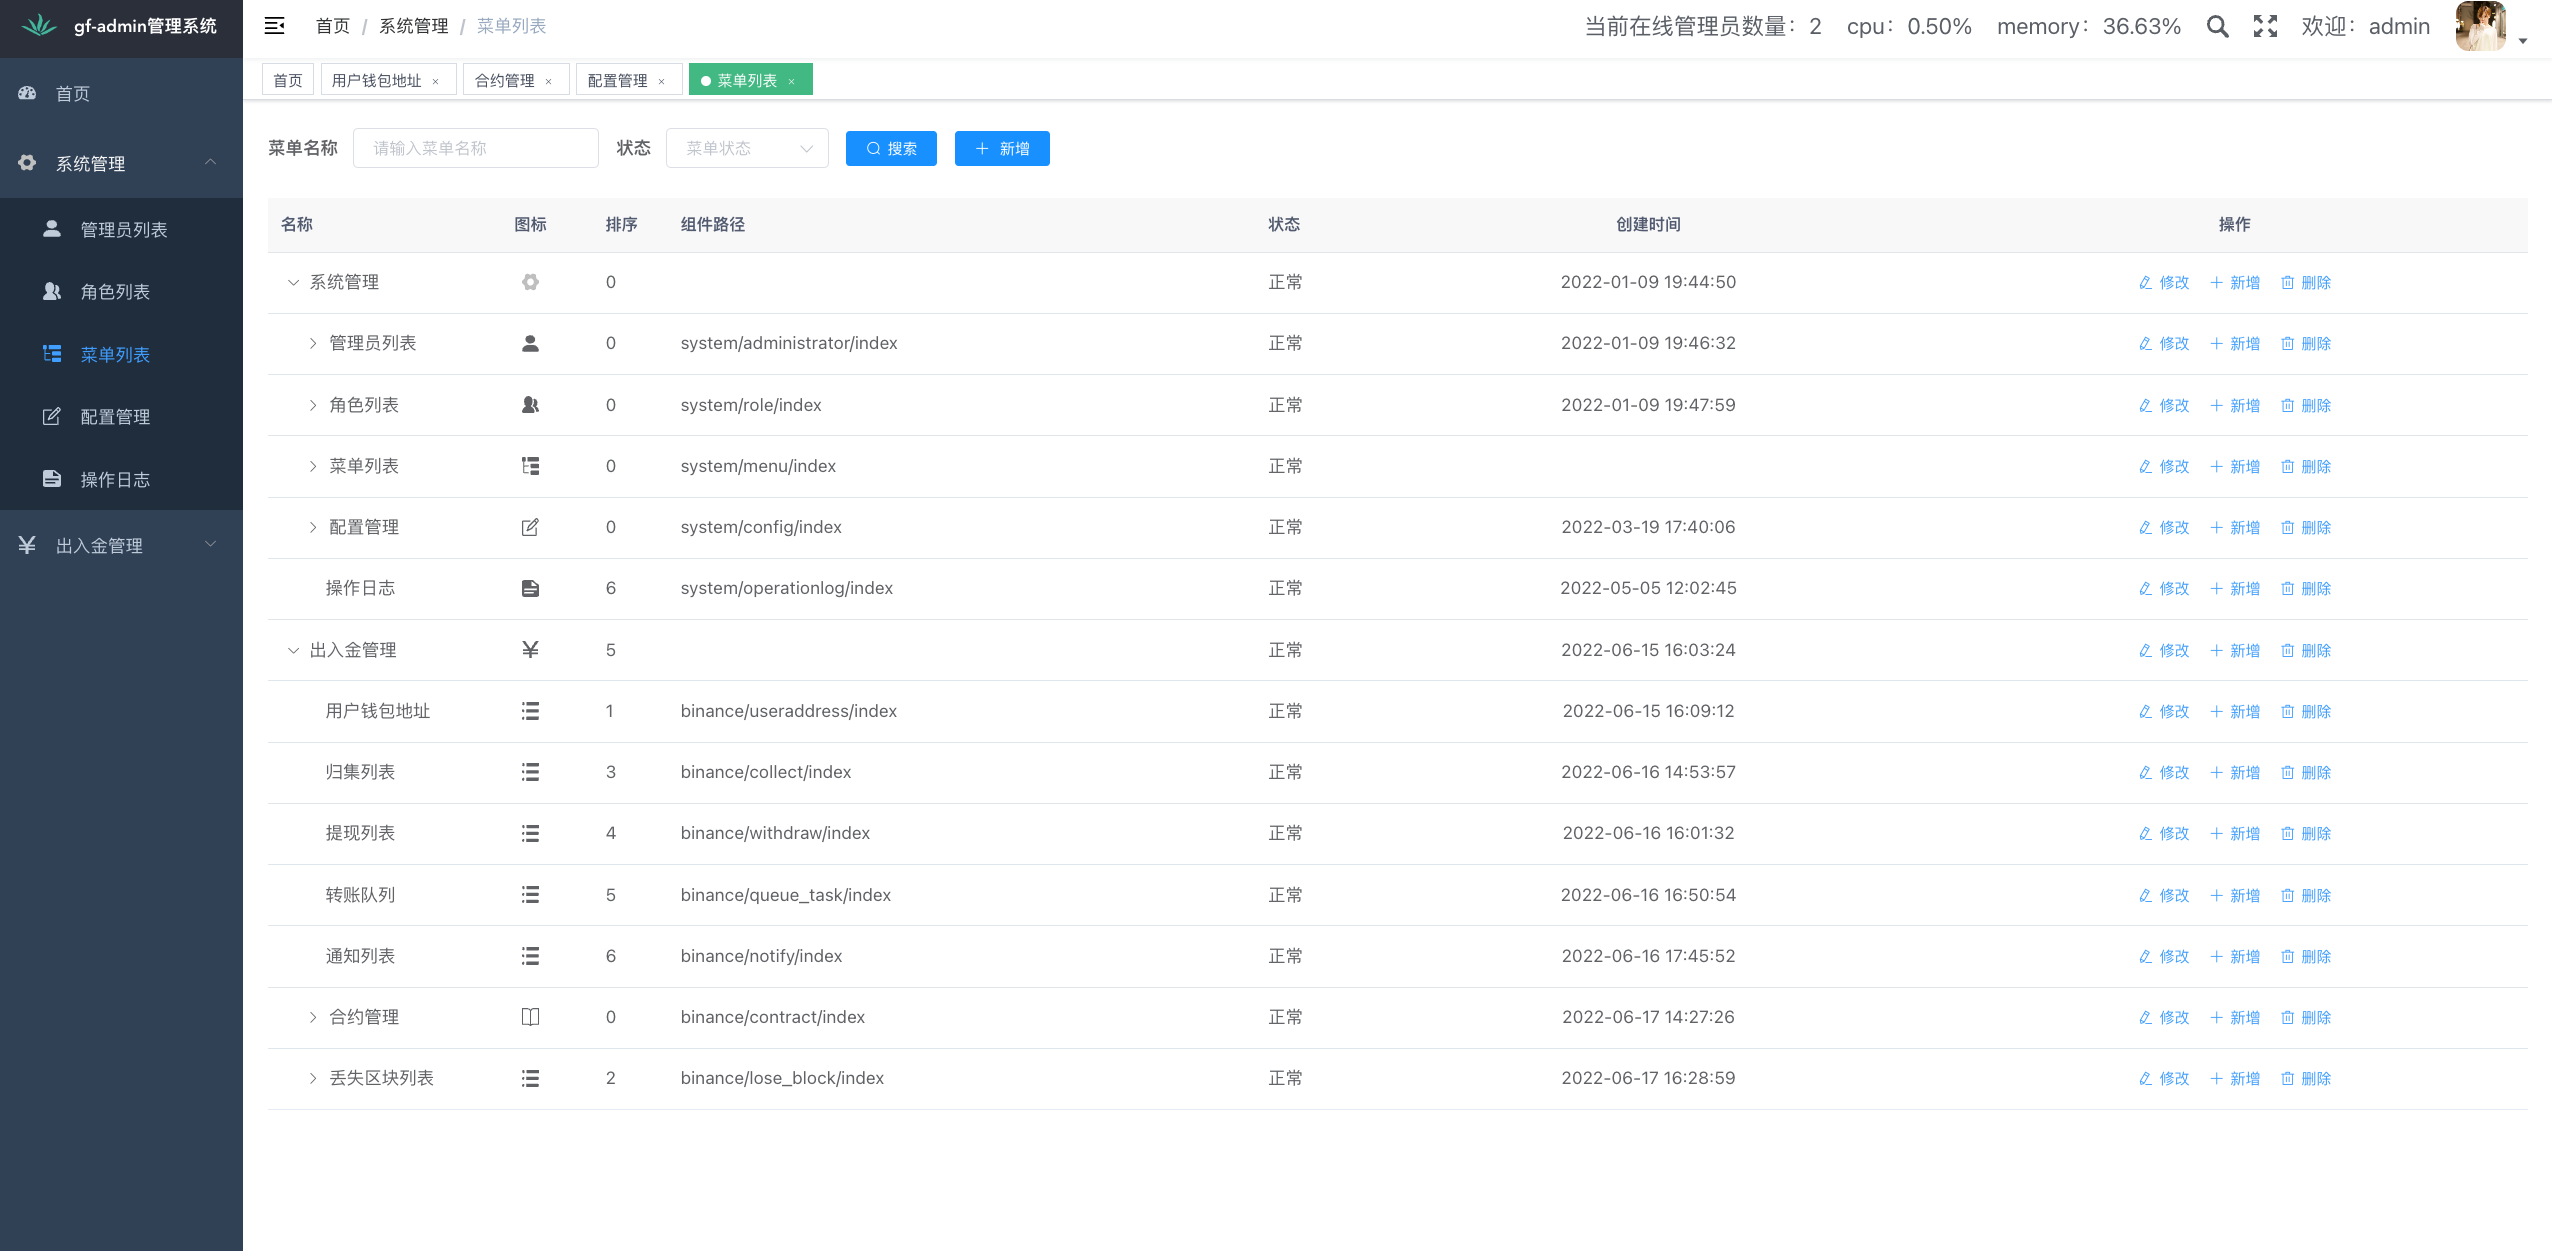 gf-admin管理系统
首页 / 系统管理 / 菜单列表
当前在线管理员数量：2 cpu：0.50% memory：36.63% 欢迎：admin
首页 用户钱包地址 × 合约管理 × 配置管理 × 菜单列表 ×
首页
系统管理
管理员列表
角色列表
菜单列表
配置管理
操作日志
出入金管理
菜单名称 请输入菜单名称 状态 菜单状态 搜索 新增
名称 图标 排序 组件路径 状态 创建时间 操作
系统管理 0 正常 2022-01-09 19:44:50 修改 新增 删除
管理员列表 0 system/administrator/index 正常 2022-01-09 19:46:32 修改 新增 删除
角色列表 0 system/role/index 正常 2022-01-09 19:47:59 修改 新增 删除
菜单列表 0 system/menu/index 正常 修改 新增 删除
配置管理 0 system/config/index 正常 2022-03-19 17:40:06 修改 新增 删除
操作日志 6 system/operationlog/index 正常 2022-05-05 12:02:45 修改 新增 删除
出入金管理 ¥ 5 正常 2022-06-15 16:03:24 修改 新增 删除
用户钱包地址 1 binance/useraddress/index 正常 2022-06-15 16:09:12 修改 新增 删除
归集列表 3 binance/collect/index 正常 2022-06-16 14:53:57 修改 新增 删除
提现列表 4 binance/withdraw/index 正常 2022-06-16 16:01:32 修改 新增 删除
转账队列 5 binance/queue_task/index 正常 2022-06-16 16:50:54 修改 新增 删除
通知列表 6 binance/notify/index 正常 2022-06-16 17:45:52 修改 新增 删除
合约管理 0 binance/contract/index 正常 2022-06-17 14:27:26 修改 新增 删除
丢失区块列表 2 binance/lose_block/index 正常 2022-06-17 16:28:59 修改 新增 删除